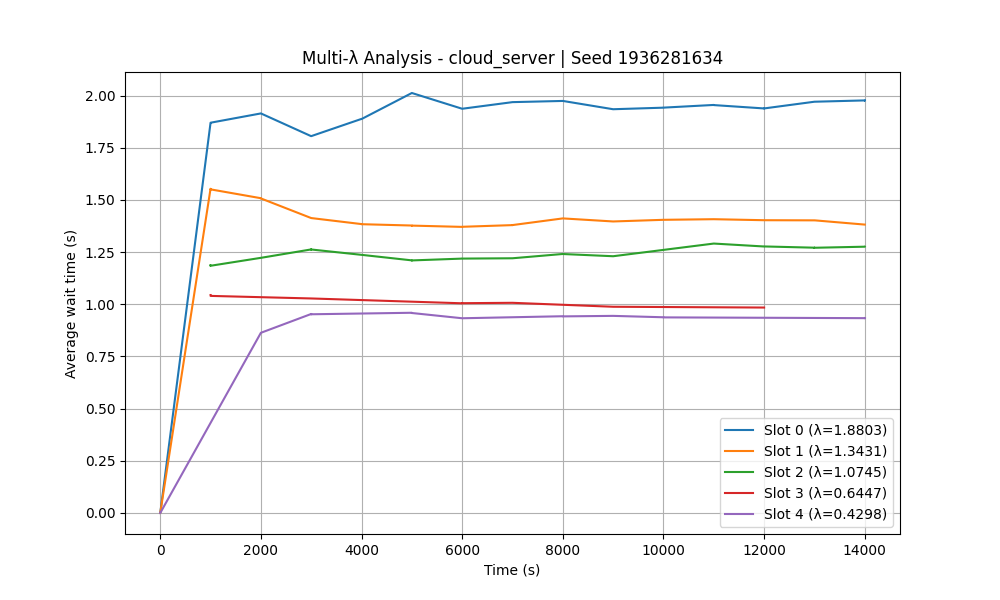 Multi-λ Analysis - cloud_server | Seed 1936281634
Average wait time (s)
2.00
1.75
1.50
1.25
1.00
0.75
0.50
0.25
0.00
Slot 0 (λ=1.8803)
Slot 1 (λ=1.3431)
Slot 2 (λ=1.0745)
Slot 3 (λ=0.6447)
Slot 4 (λ=0.4298)
0 2000 4000 6000 8000 10000 12000 14000
Time (s)